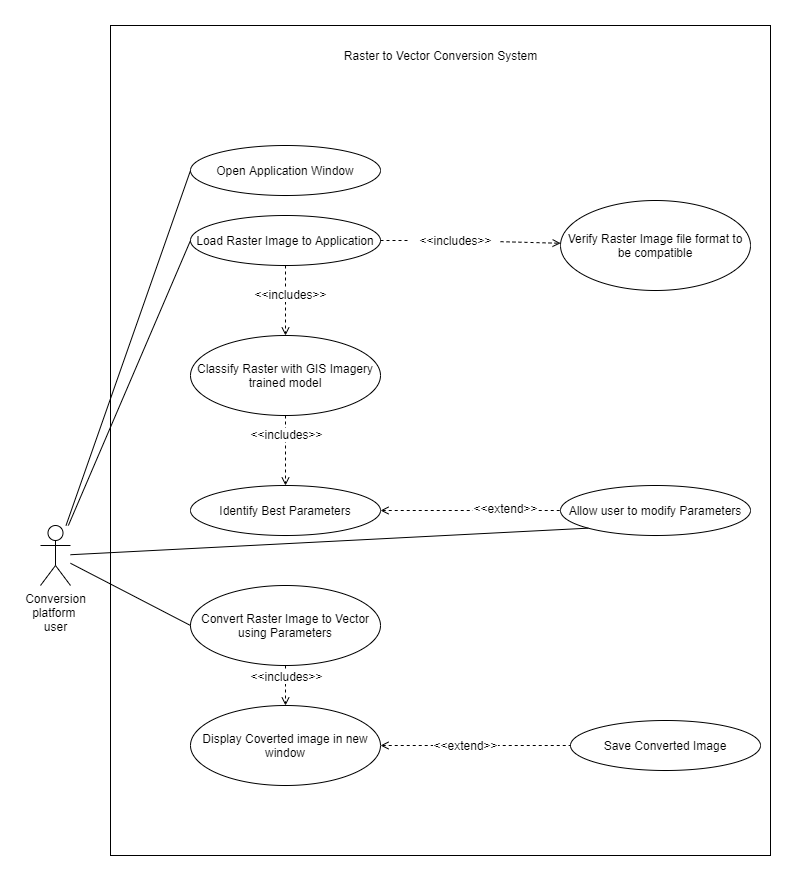 Raster to Vector Conversion System
Open Application Window
Load Raster Image to Application
<<includes>>
Verify Raster Image file format to
be compatible
<<includes>>
Classify Raster with GIS Imagery
trained model
<<includes>>
Identify Best Parameters
<<extend>>
Allow user to modify Parameters
Conversion
platform
user
Convert Raster Image to Vector
using Parameters
<<includes>>
Display Coverted image in new
window
<<extend>>
Save Converted Image